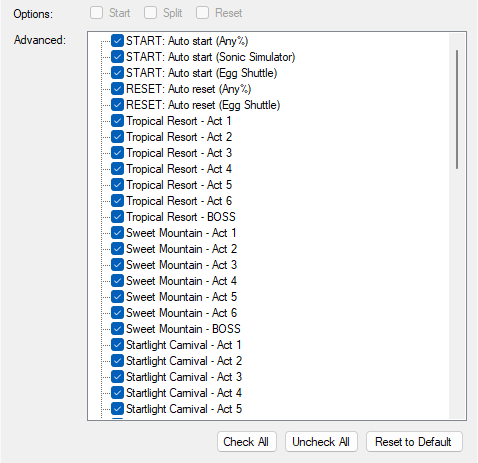 Options: Start Split Reset
Advanced:
START: Auto start (Any%)
START: Auto start (Sonic Simulator)
START: Auto start (Egg Shuttle)
RESET: Auto reset (Any%)
RESET: Auto reset (Egg Shuttle)
Tropical Resort - Act 1
Tropical Resort - Act 2
Tropical Resort - Act 3
Tropical Resort - Act 4
Tropical Resort - Act 5
Tropical Resort - Act 6
Tropical Resort - BOSS
Sweet Mountain - Act 1
Sweet Mountain - Act 2
Sweet Mountain - Act 3
Sweet Mountain - Act 4
Sweet Mountain - Act 5
Sweet Mountain - Act 6
Sweet Mountain - BOSS
Startlight Carnival - Act 1
Startlight Carnival - Act 2
Startlight Carnival - Act 3
Startlight Carnival - Act 4
Startlight Carnival - Act 5
Check All Uncheck All Reset to Default